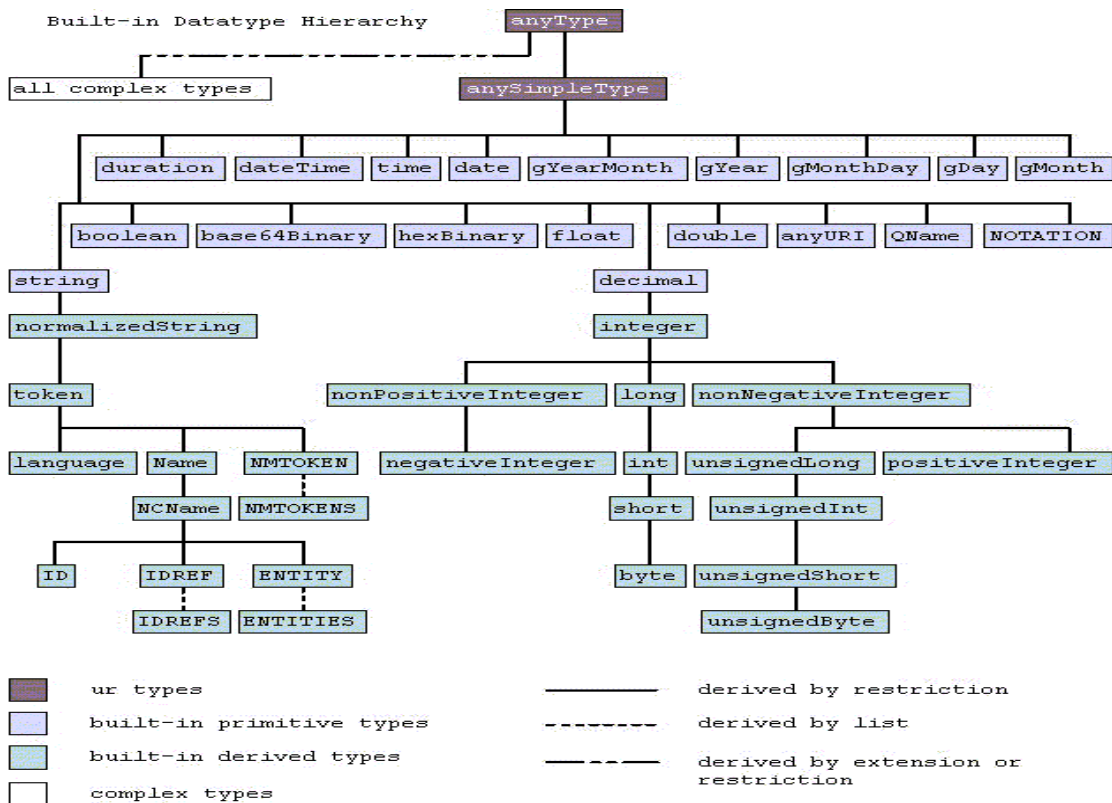 Built-in Datatype Hierarchy
anyType
all complex types
anySimpleType
duration
dateTime
time
date
gYearMonth
gYear
gMonthDay
gDay
gMonth
boolean
base64Binary
hexBinary
float
double
anyURI
QName
NOTATION
string
decimal
normalizedString
integer
token
nonPositiveInteger
long
nonNegativeInteger
language
Name
NMTOKEN
negativeInteger
int
unsignedLong
positiveInteger
NCName
NMTOKENS
short
unsignedInt
ID
IDREF
ENTITY
byte
unsignedShort
IDREFS
ENTITIES
unsignedByte
ur types
derived by restriction
built-in primitive types
derived by list
built-in derived types
derived by extension or
restriction
complex types